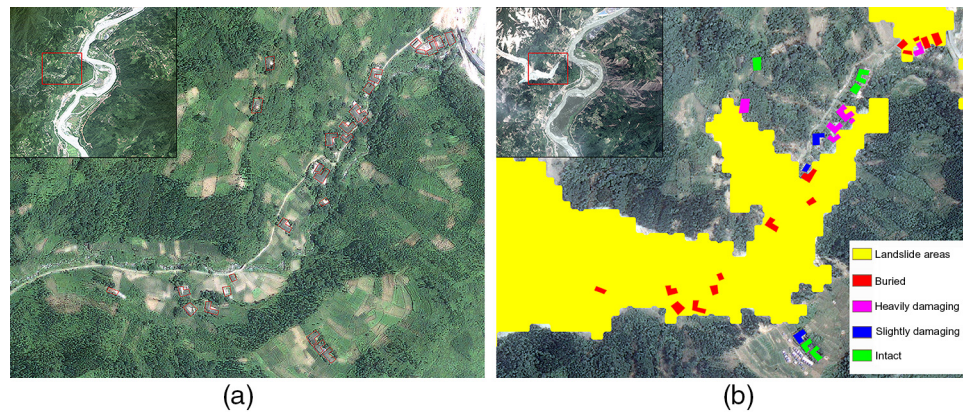 Landslide areas
Buried
Heavily damaging
Slightly damaging
Intact
(a)
(b)